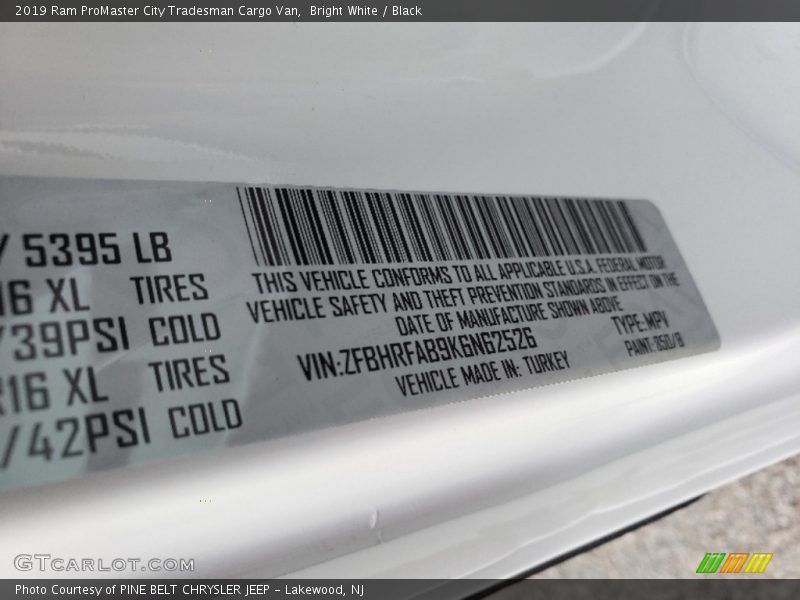 2019 Ram ProMaster City Tradesman Cargo Van, Bright White / Black
/ 5395 LB
16 XL TIRES
/39PSI COLD
R16 XL TIRES
/42PSI COLD
THIS VEHICLE CONFORMS TO ALL APPLICABLE U.S.A. FEDERAL MOTOR
VEHICLE SAFETY AND THEFT PREVENTION STANDARDS IN EFFECT ON THE
DATE OF MANUFACTURE SHOWN ABOVE
VIN:ZFBHRFAB9K6N62526
TYPE:MPV
VEHICLE MADE IN: TURKEY
PAINT: 050/B
GTCARLOT.COM
Photo Courtesy of PINE BELT CHRYSLER JEEP - Lakewood, NJ